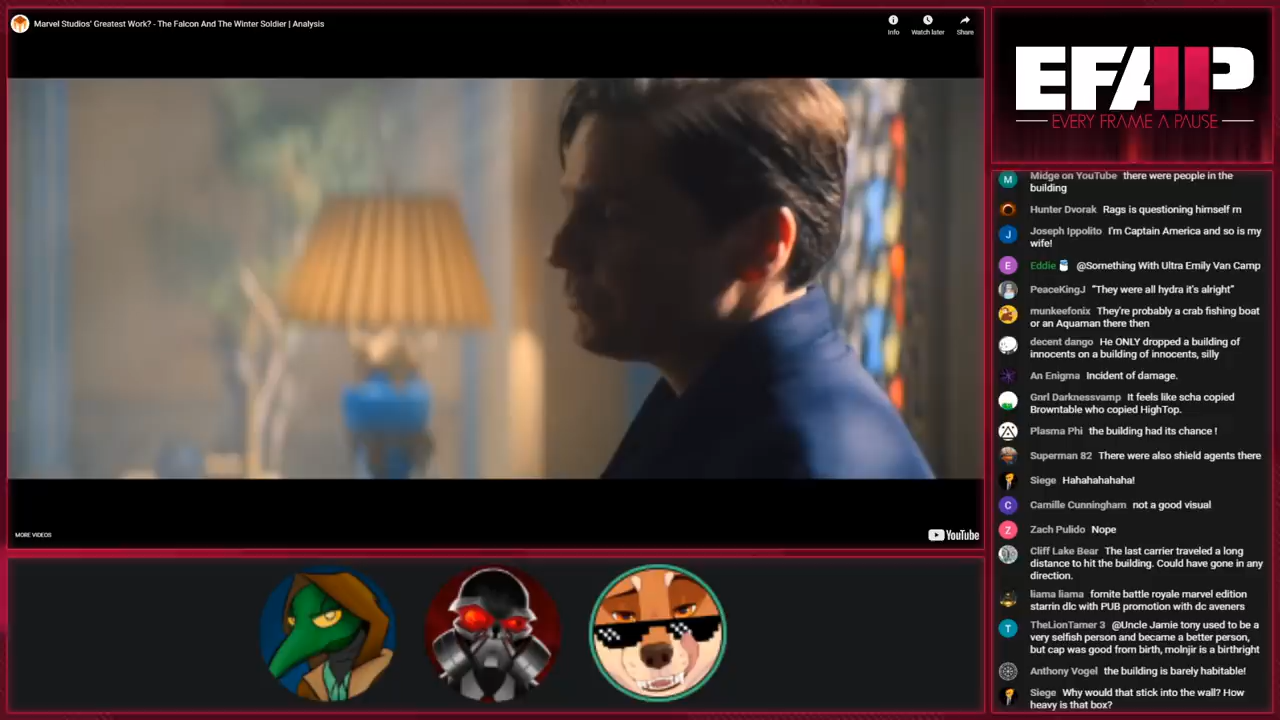 Marvel Studios' Greatest Work? - The Falcon And The Winter Soldier | Analysis
Info
Watch later
Share
MORE VIDEOS
YouTube
EFAP
EVERY FRAME A PAUSE
M
Midge on YouTube there were people in the
building
Hunter Dvorak Rags is questioning himself rn
J
Joseph Ippolito I'm Captain America and so is my
wife!
E
Eddie @Something With Ultra Emily Van Camp
PeaceKingJ "They were all hydra it's alright"
munkeefonix They're probably a crab fishing boat
or an Aquaman there then
decent dango He ONLY dropped a building of
innocents on a building of innocents, silly
An Enigma Incident of damage.
Gnrl Darknessvamp It feels like scha copied
Browntable who copied HighTop.
Plasma Phi the building had its chance !
Superman 82 There were also shield agents there
Siege Hahahahahaha!
C
Camille Cunningham not a good visual
Z
Zach Pulido Nope
Cliff Lake Bear The last carrier traveled a long
distance to hit the building. Could have gone in any
direction.
liama liama fornite battle royale marvel edition
starrin dlc with PUB promotion with dc aveners
T
TheLionTamer 3 @Uncle Jamie tony used to be a
very selfish person and became a better person,
but cap was good from birth, molnjir is a birthright
Anthony Vogel the building is barely habitable!
Siege Why would that stick into the wall? How
heavy is that box?